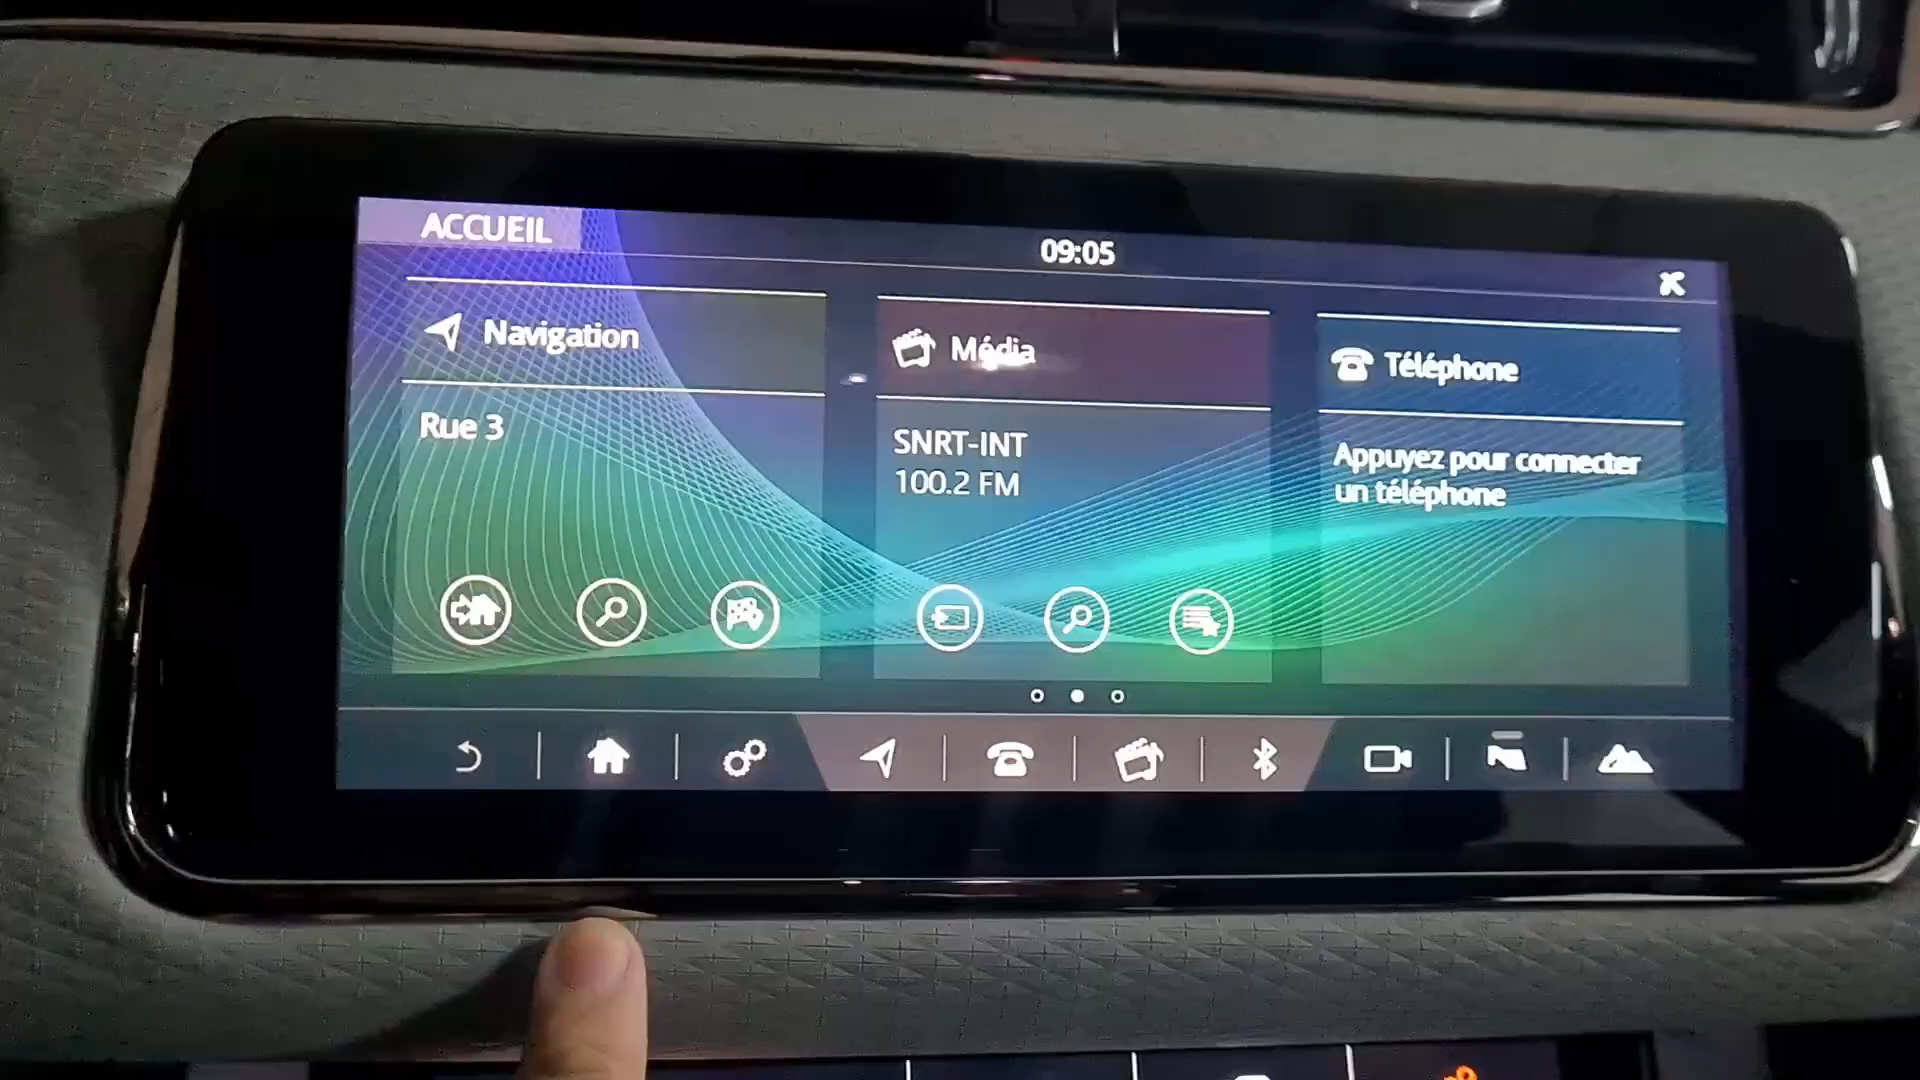 ACCUEIL
09:05
Navigation
Média
Téléphone
Rue 3
SNRT-INT
100.2 FM
Appuyez pour connecter
un téléphone